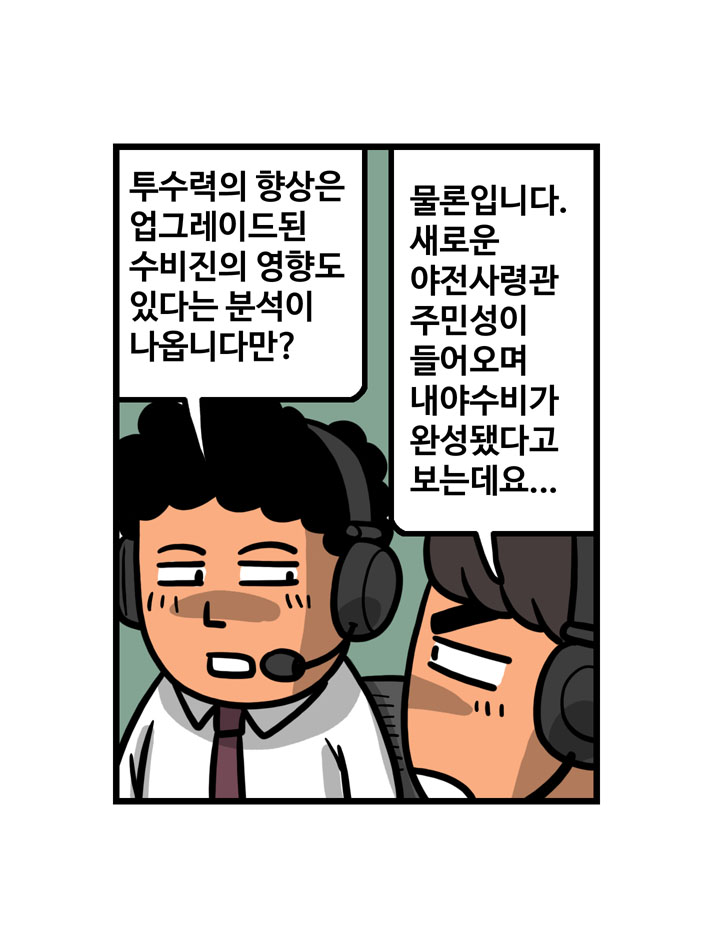 투수력의 향상은
업그레이드된
수비진의 영향도
있다는 분석이
나옵니다만?
물론입니다.
새로운
야전사령관
주민성이
들어오며
내야수비가
완성됐다고
보는데요...